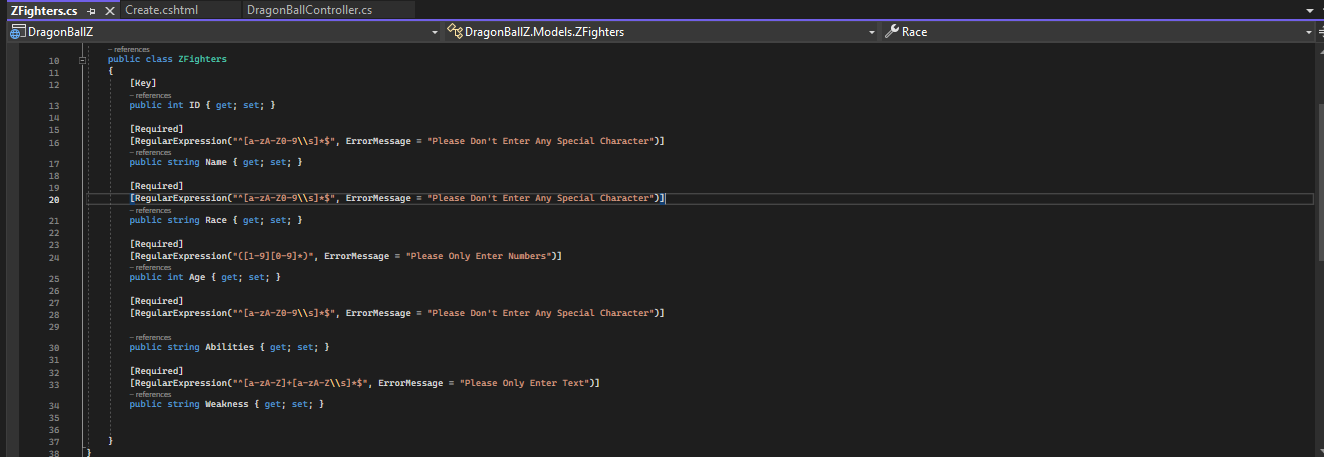 ZFighters.cs Create.cshtml DragonBallController.cs
DragonBallZ DragonBallZ.Models.ZFighters Race
– references
10 public class ZFighters
11 {
12 [Key]
– references
13 public int ID { get; set; }
14
15 [Required]
16 [RegularExpression("^[a-zA-Z0-9\\s]*$", ErrorMessage = "Please Don't Enter Any Special Character")]
– references
17 public string Name { get; set; }
18
19 [Required]
20 [RegularExpression("^[a-zA-Z0-9\\s]*$", ErrorMessage = "Please Don't Enter Any Special Character")]
– references
21 public string Race { get; set; }
22
23 [Required]
24 [RegularExpression("([1-9][0-9]*)", ErrorMessage = "Please Only Enter Numbers")]
– references
25 public int Age { get; set; }
26
27 [Required]
28 [RegularExpression("^[a-zA-Z0-9\\s]*$", ErrorMessage = "Please Don't Enter Any Special Character")]
29
– references
30 public string Abilities { get; set; }
31
32 [Required]
33 [RegularExpression("^[a-zA-Z]+[a-zA-Z\\s]*$", ErrorMessage = "Please Only Enter Text")]
– references
34 public string Weakness { get; set; }
35
36
37 }
38 }